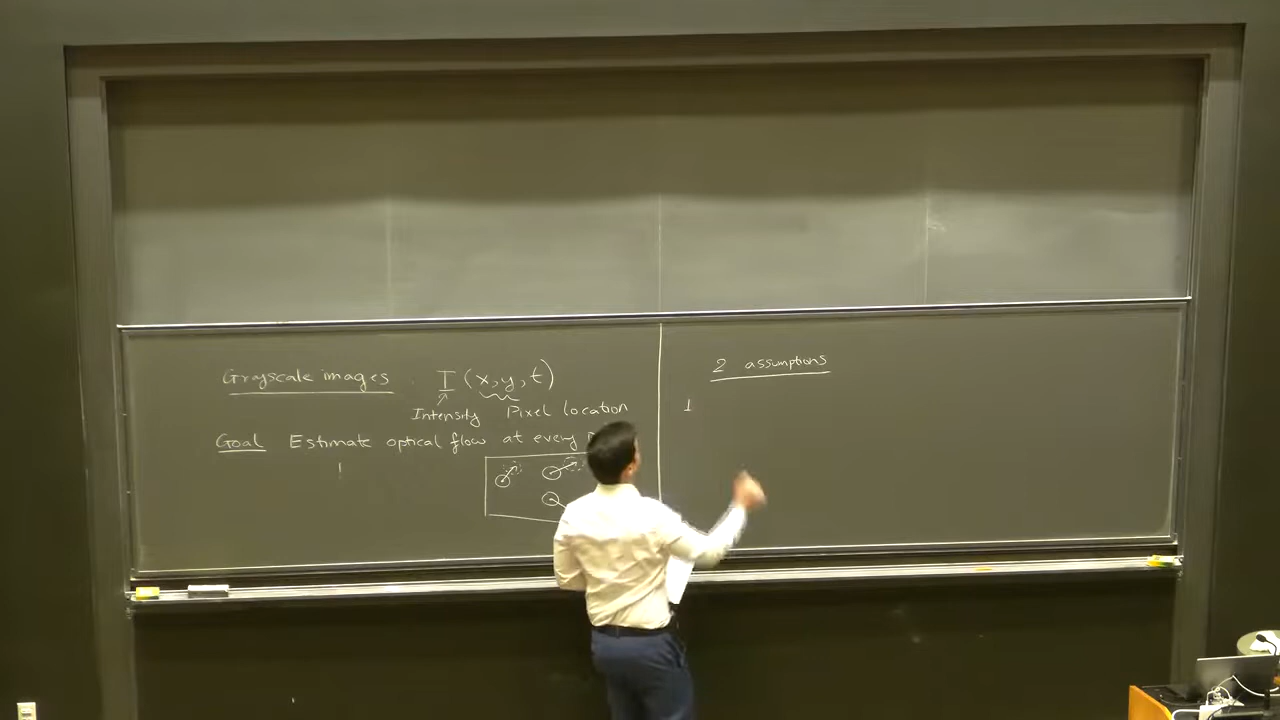 Grayscale images . I (x,y,t)
Intensity Pixel location
Goal Estimate optical flow at every
2 assumptions
1